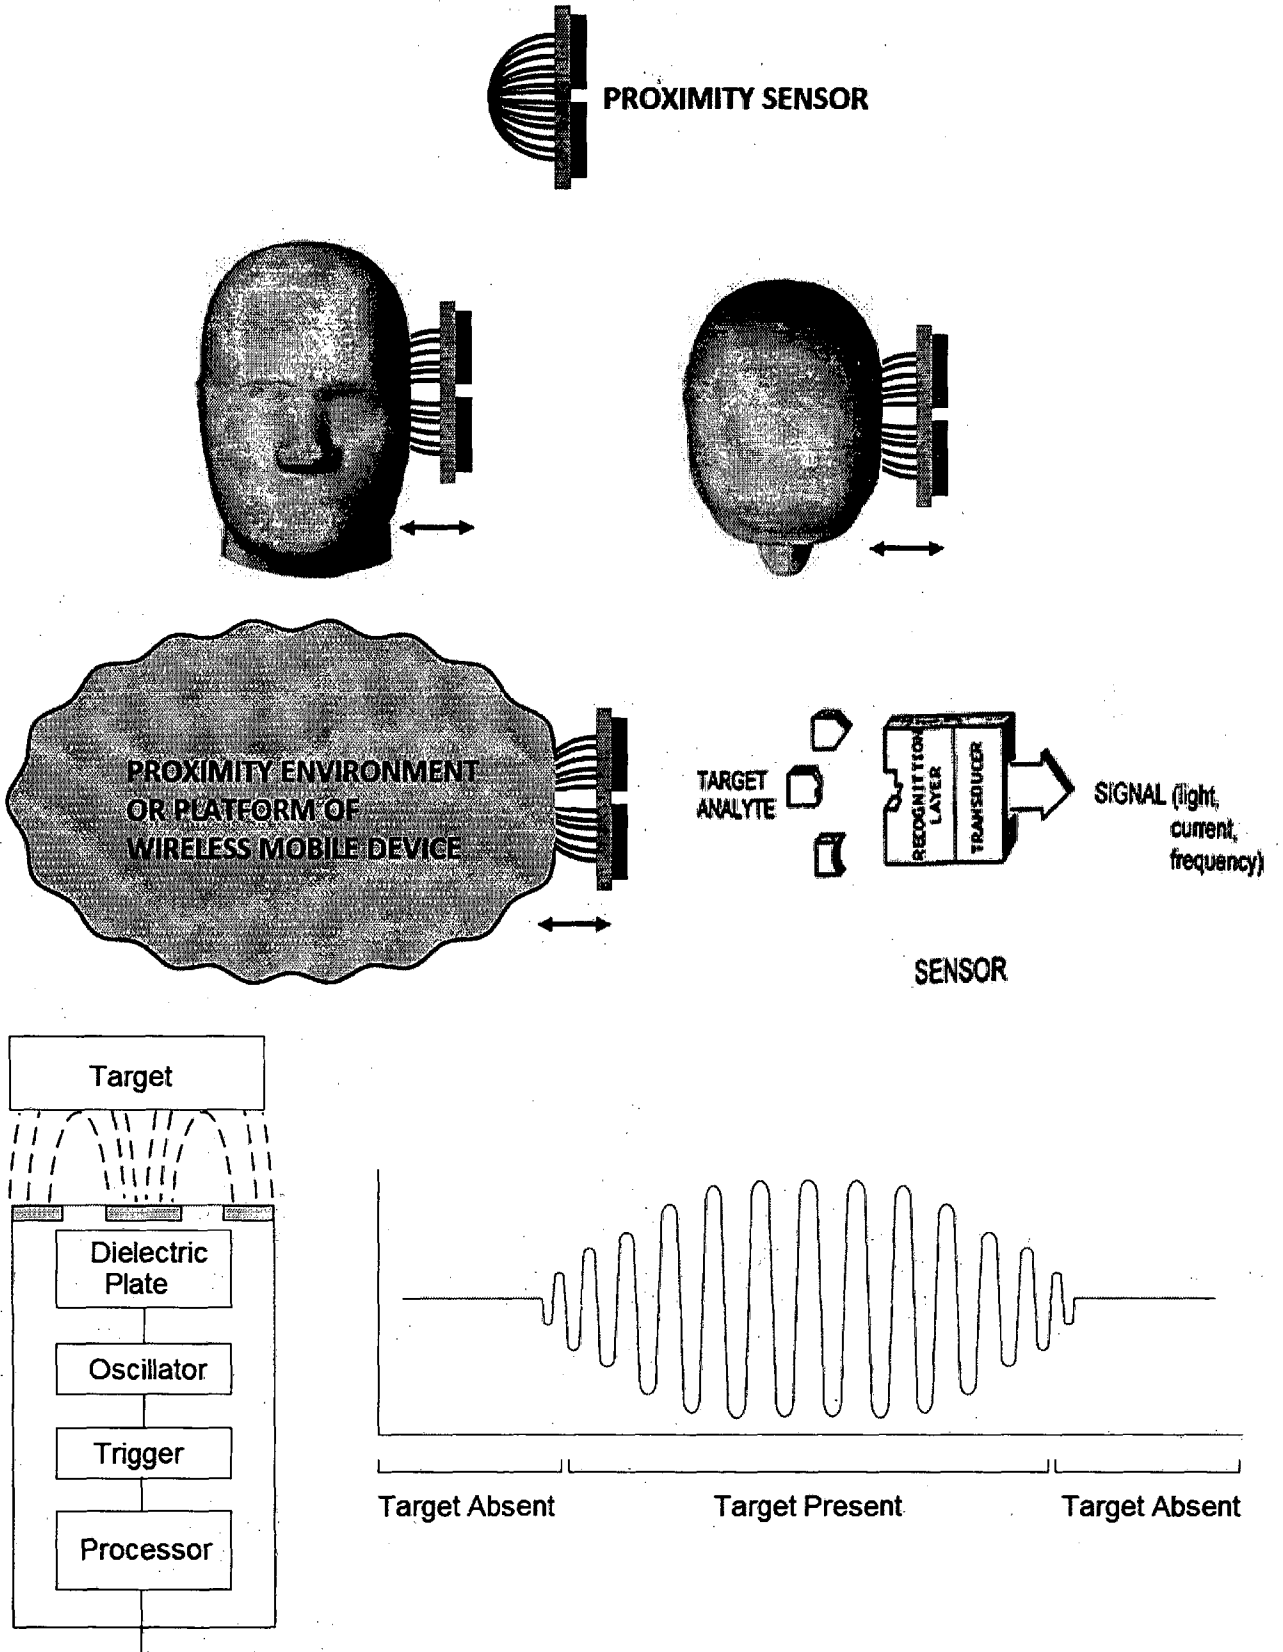 PROXIMITY SENSOR
PROXIMITY ENVIRONMENT
OR PLATFORM OF
WIRELESS MOBILE DEVICE
TARGET
ANALYTE
RECOGNITION
LAYER
TRANSDUCER
SIGNAL (light,
current,
frequency)
SENSOR
Target
Dielectric
Plate
Oscillator
Trigger
Processor
Target Absent
Target Present
Target Absent